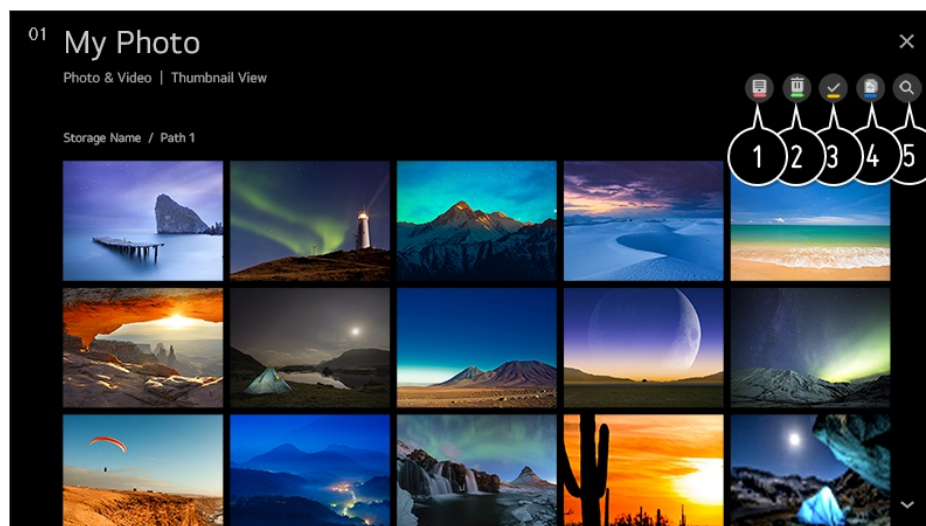 01
My Photo
Photo & Video | Thumbnail View
Storage Name / Path 1
1 2 3 4 5